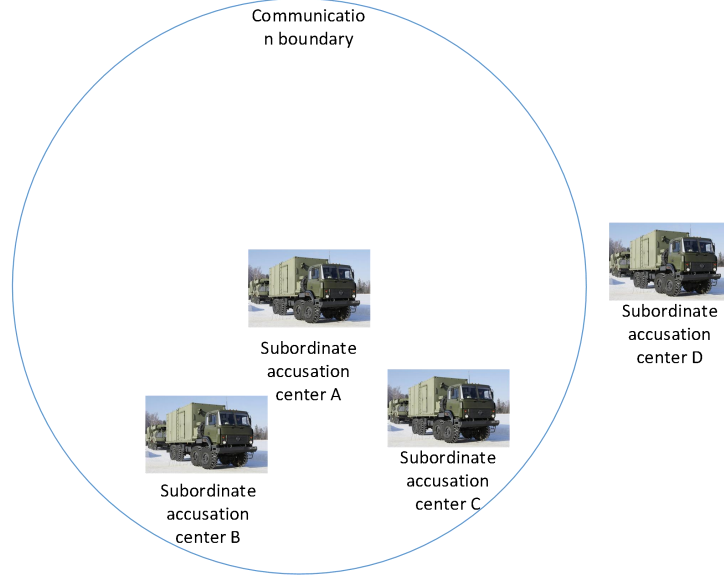 Communicatio
n boundary
Subordinate
accusation
center A
Subordinate
accusation
center D
Subordinate
accusation
center B
Subordinate
accusation
center C